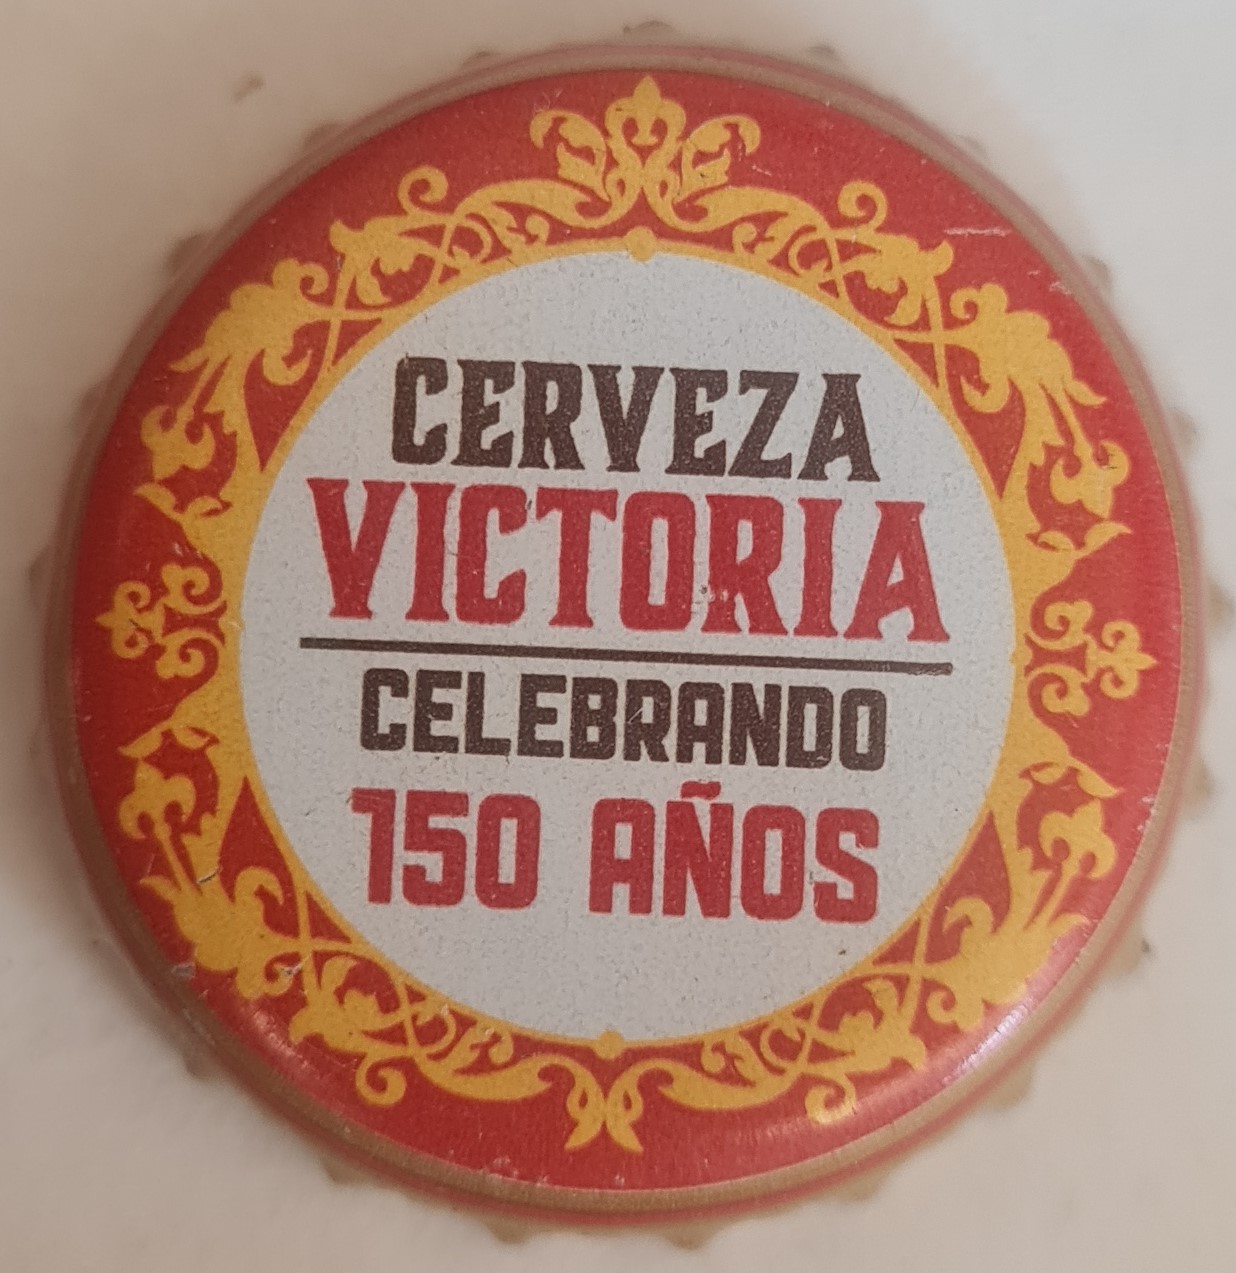 CERVEZA
VICTORIA
CELEBRANDO
150 AÑOS